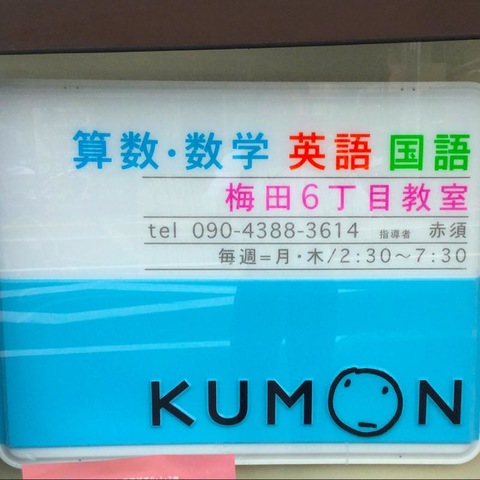 算数・数学 英語 国語
梅田6丁目教室
tel 090-4388-3614 指導者 赤須
毎週=月・木/2:30〜7:30
KUMON